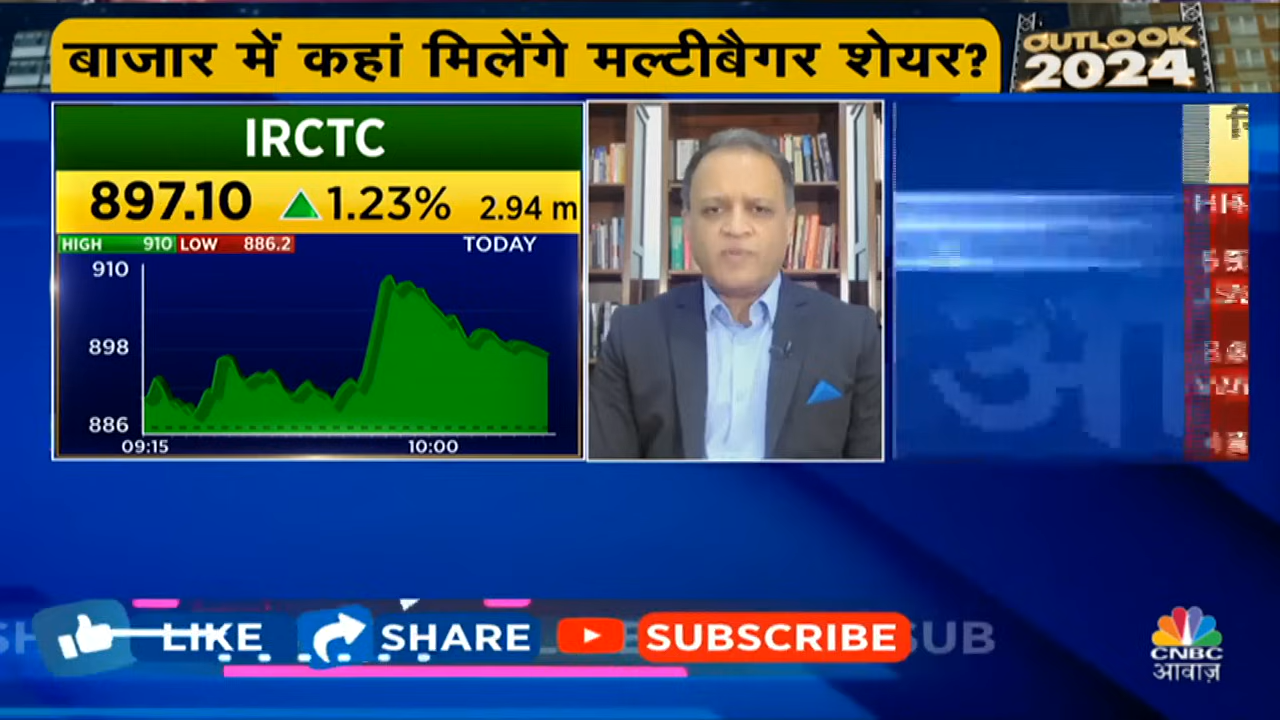 बाजार में कहां मिलेंगे मल्टीबैगर शेयर?
OUTLOOK
2024
IRCTC
897.10 1.23% 2.94 m
HIGH 910 LOW 886.2 TODAY
910
898
886
09:15 10:00
आ
LIKE SHARE SUBSCRIBE SUB
CNBC
आवाज़